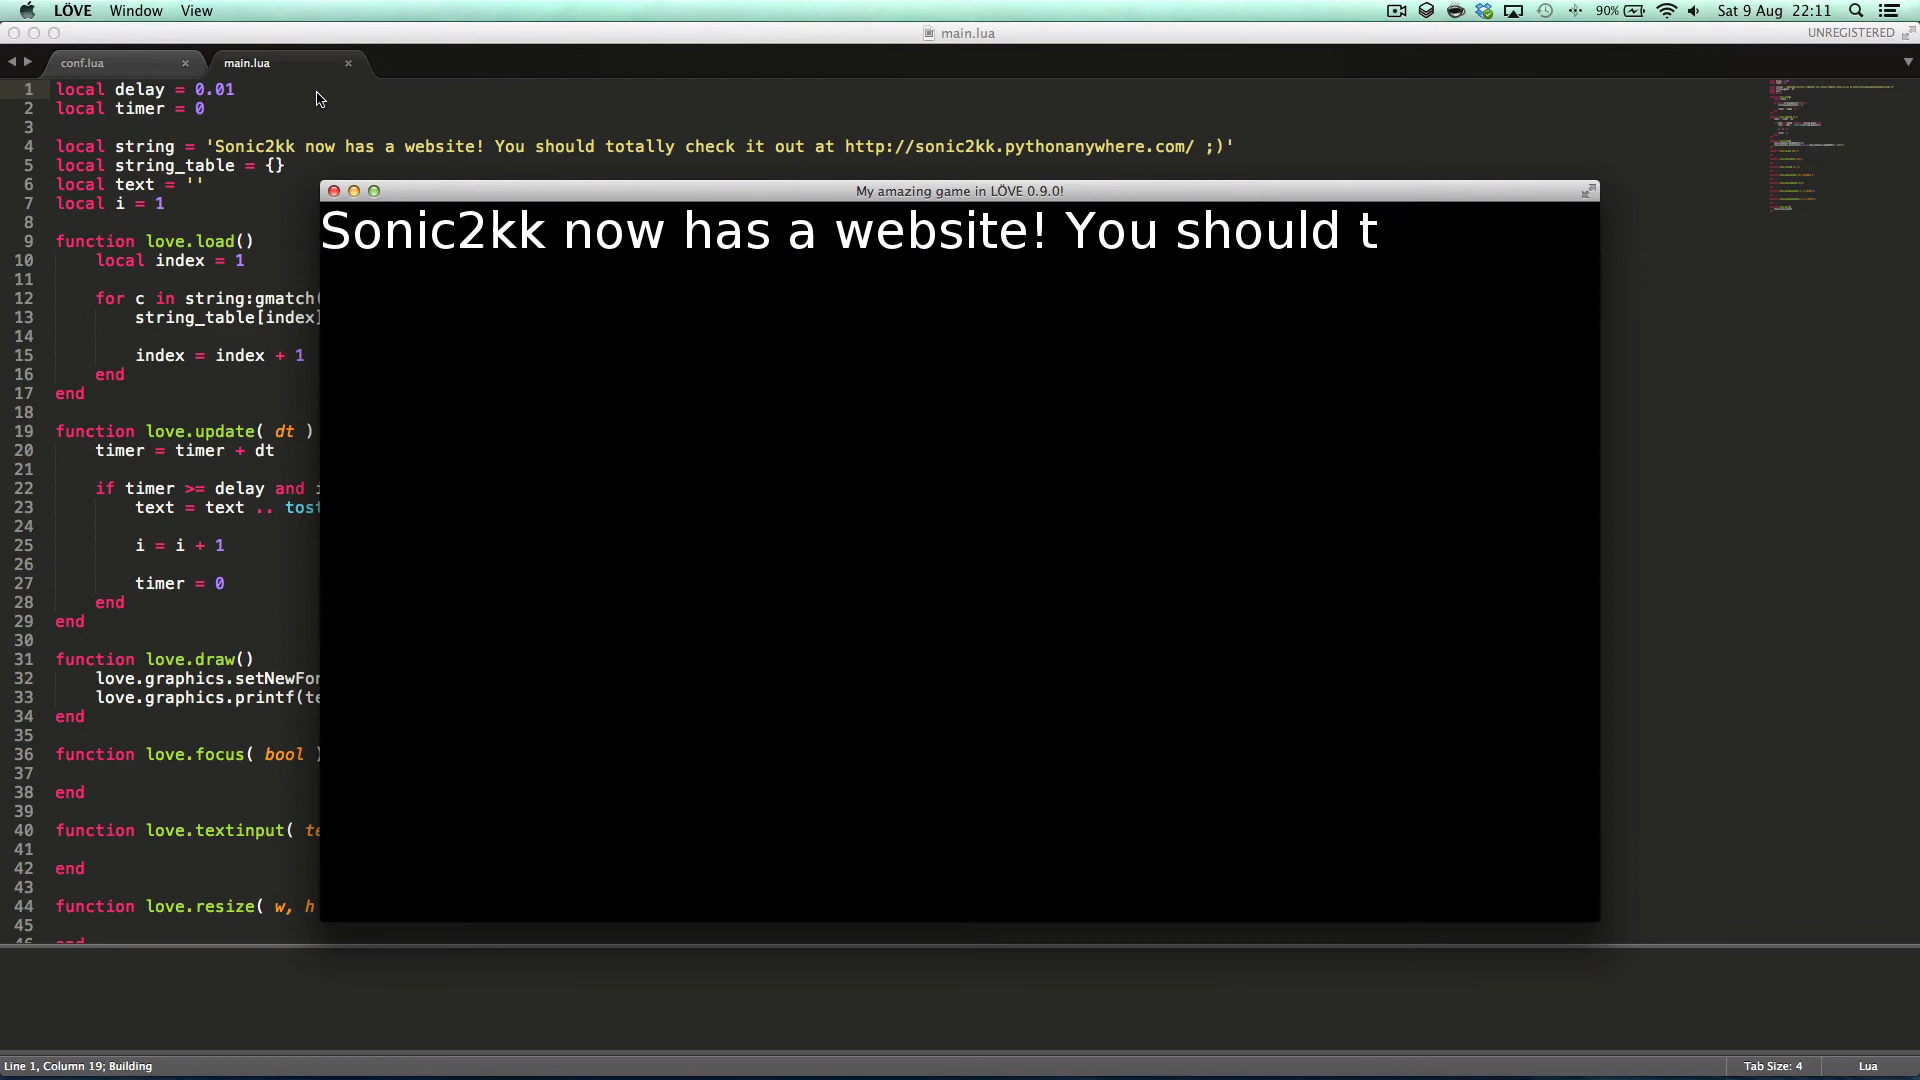 LÖVE Window View 90% Sat 9 Aug 22:11
main.lua UNREGISTERED
conf.lua × main.lua ×
1 local delay = 0.01
2 local timer = 0
3
4 local string = 'Sonic2kk now has a website! You should totally check it out at http://sonic2kk.pythonanywhere.com/ ;)'
5 local string_table = {}
6 local text = ''
7 local i = 1
8
9 function love.load()
10 local index = 1
11
12 for c in string:gmatch(
13 string_table[index]
14
15 index = index + 1
16 end
17 end
18
19 function love.update( dt )
20 timer = timer + dt
21
22 if timer >= delay and i
23 text = text .. tost
24
25 i = i + 1
26
27 timer = 0
28 end
29 end
30
31 function love.draw()
32 love.graphics.setNewFon
33 love.graphics.printf(te
34 end
35
36 function love.focus( bool )
37
38 end
39
40 function love.textinput( te
41
42 end
43
44 function love.resize( w, h
45
46 end
My amazing game in LÖVE 0.9.0!
Sonic2kk now has a website! You should t
Line 1, Column 19; Building Tab Size: 4 Lua